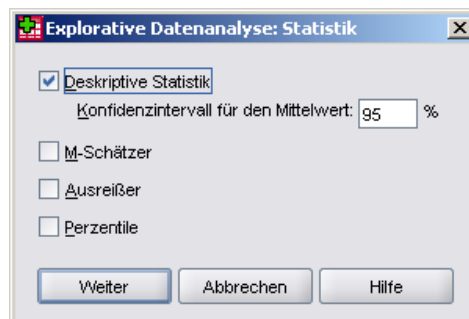 Explorative Datenanalyse: Statistik
Deskriptive Statistik
Konfidenzintervall für den Mittelwert: 95 %
M-Schätzer
Ausreißer
Perzentile
Weiter Abbrechen Hilfe